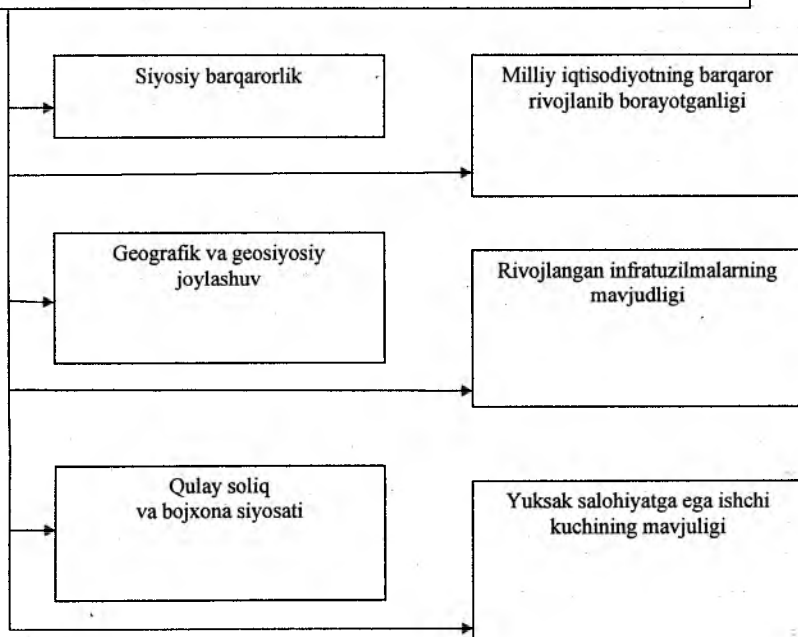 Siyosiy barqarorlik
Milliy iqtisodiyotning barqaror
rivojlanib borayotganligi
Geografik va geosiyosiy
joylashuv
Rivojlangan infratuzilmalarning
mavjudligi
Qulay soliq
va bojxona siyosati
Yuksak salohiyatga ega ishchi
kuchining mavjuligi